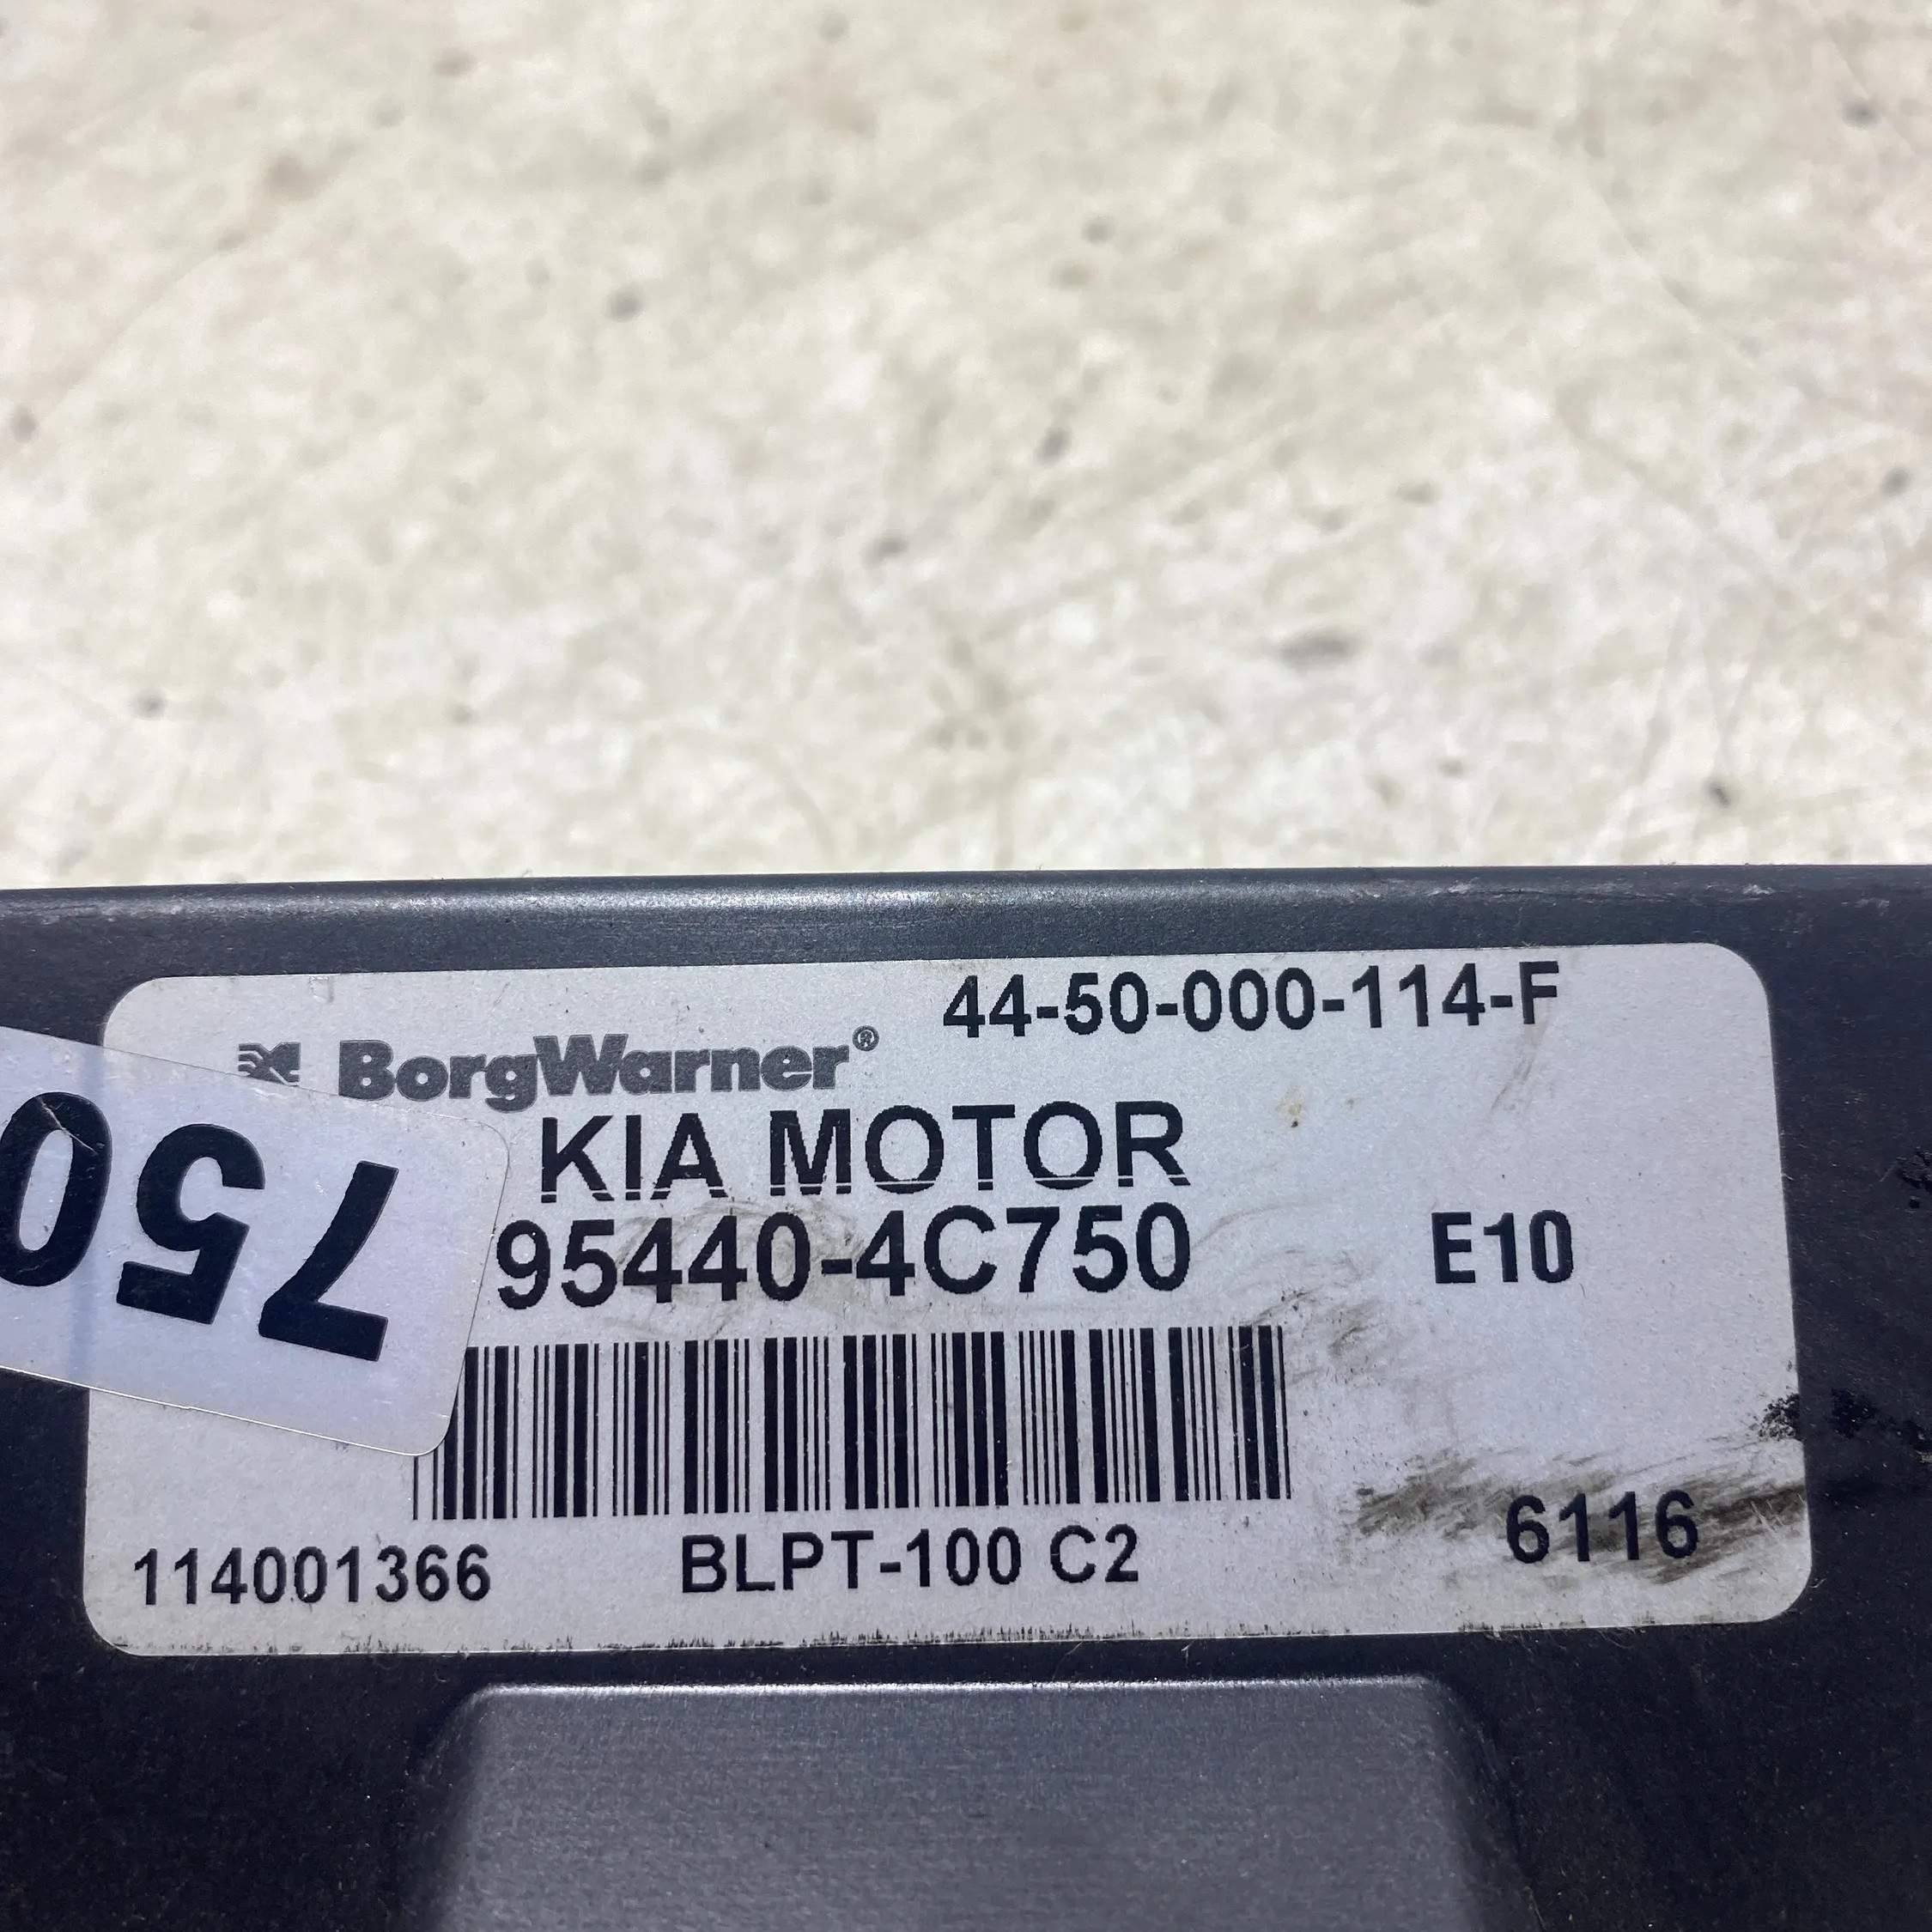 44-50-000-114-F
BorgWarner®
KIA MOTOR
750
95440-4C750
E10
114001366
BLPT-100 C2
6116